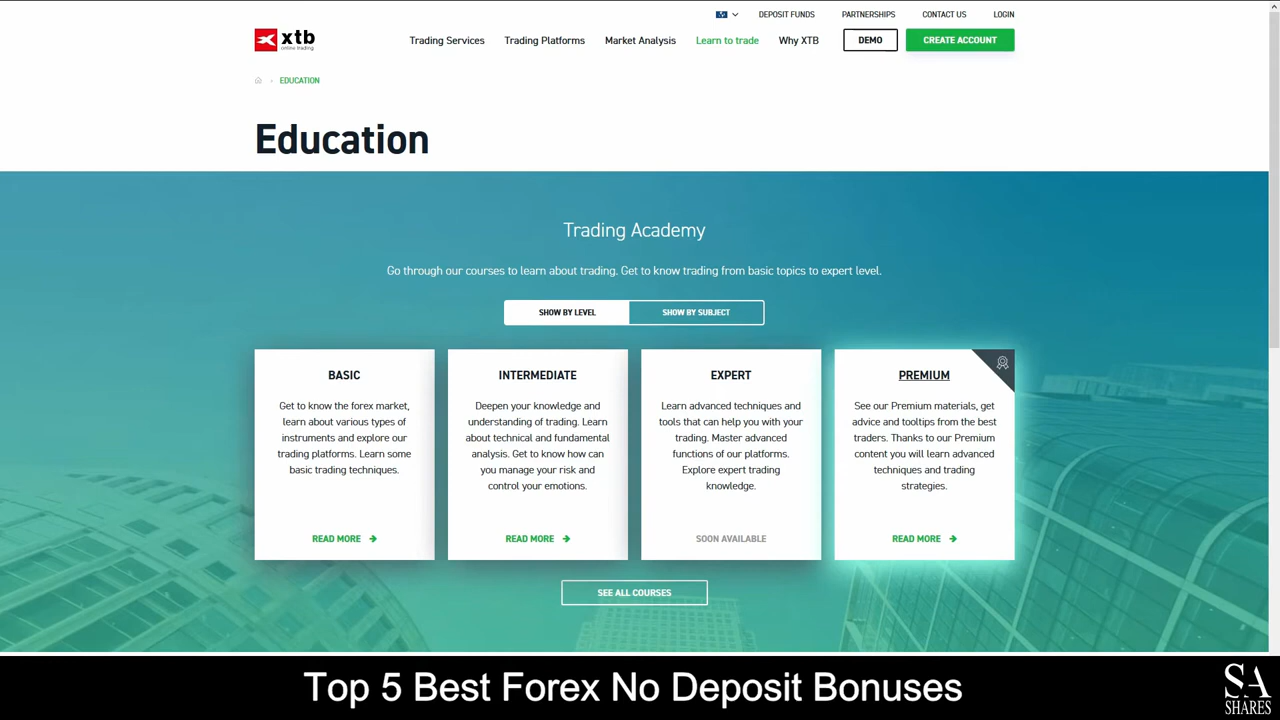 DEPOSIT FUNDS PARTNERSHIPS CONTACT US LOGIN
xtb
online trading
Trading Services Trading Platforms Market Analysis Learn to trade Why XTB DEMO CREATE ACCOUNT
EDUCATION
Education
Trading Academy
Go through our courses to learn about trading. Get to know trading from basic topics to expert level.
SHOW BY LEVEL SHOW BY SUBJECT
BASIC
Get to know the forex market,
learn about various types of
instruments and explore our
trading platforms. Learn some
basic trading techniques.
READ MORE
INTERMEDIATE
Deepen your knowledge and
understanding of trading. Learn
about technical and fundamental
analysis. Get to know how can
you manage your risk and
control your emotions.
READ MORE
EXPERT
Learn advanced techniques and
tools that can help you with your
trading. Master advanced
functions of our platforms.
Explore expert trading
knowledge.
SOON AVAILABLE
PREMIUM
See our Premium materials, get
advice and tooltips from the best
traders. Thanks to our Premium
content you will learn advanced
techniques and trading
strategies.
READ MORE
SEE ALL COURSES
Top 5 Best Forex No Deposit Bonuses
SA
SHARES